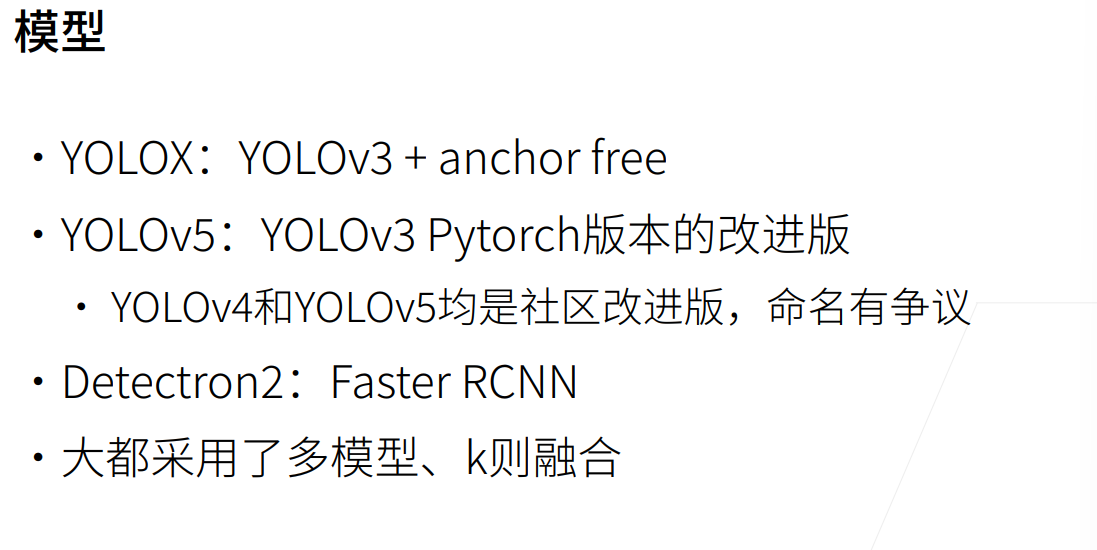 模型
• YOLOX：YOLOv3 + anchor free
• YOLOv5：YOLOv3 Pytorch版本的改进版
• YOLOv4和YOLOv5均是社区改进版，命名有争议
• Detectron2：Faster RCNN
• 大都采用了多模型、k则融合